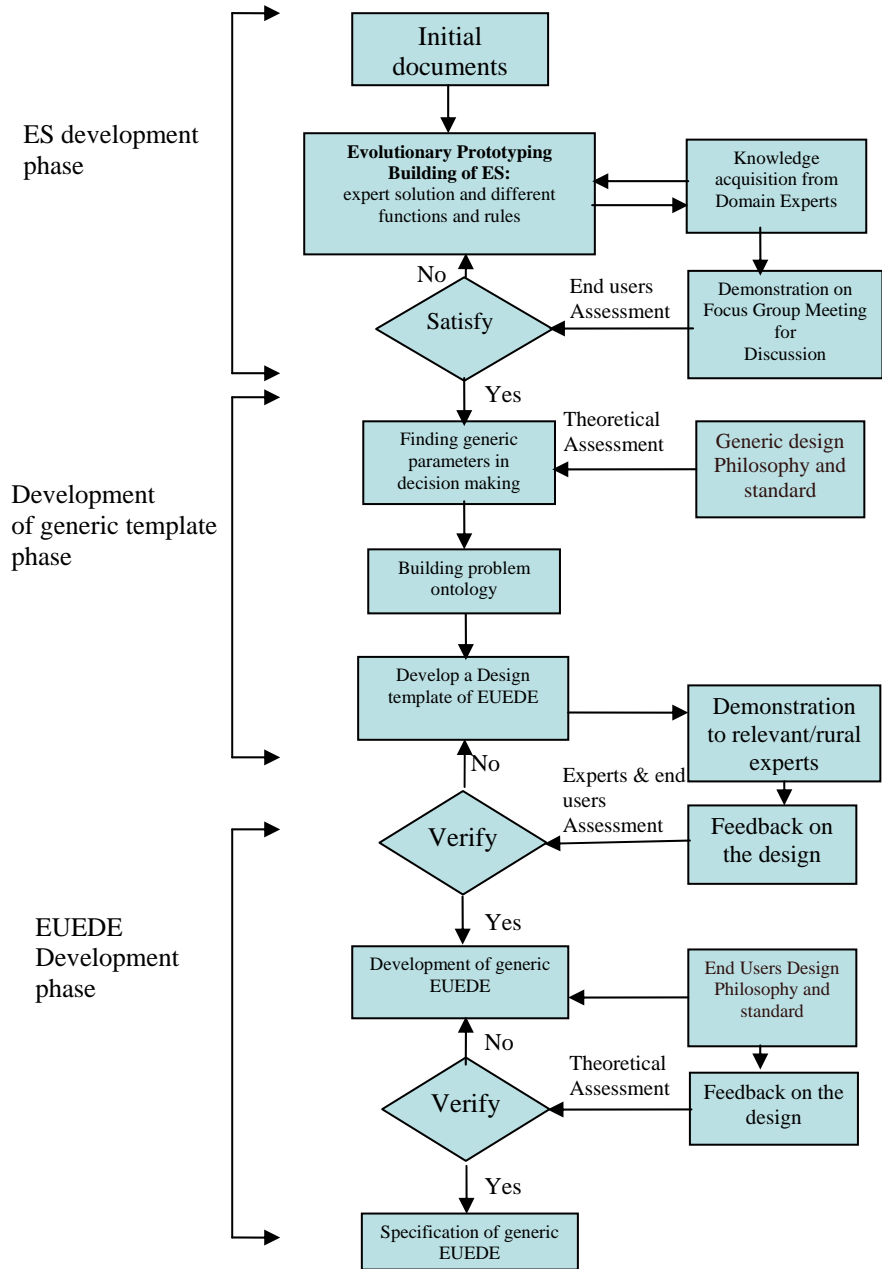 Initial
documents
ES development
phase
Evolutionary Prototyping
Building of ES:
expert solution and different
functions and rules
Knowledge
acquisition from
Domain Experts
No
End users
Assessment
Demonstration on
Focus Group Meeting
for
Discussion
Satisfy
Yes
Theoretical
Assessment
Finding generic
parameters in
decision making
Generic design
Philosophy and
standard
Development
of generic template
phase
Building problem
ontology
Develop a Design
template of EUEDE
Demonstration
to relevant/rural
experts
No
Experts & end
users
Assessment
Verify
Feedback on
the design
Yes
EUEDE
Development
phase
Development of generic
EUEDE
End Users Design
Philosophy and
standard
No
Theoretical
Assessment
Verify
Feedback on the
design
Yes
Specification of generic
EUEDE